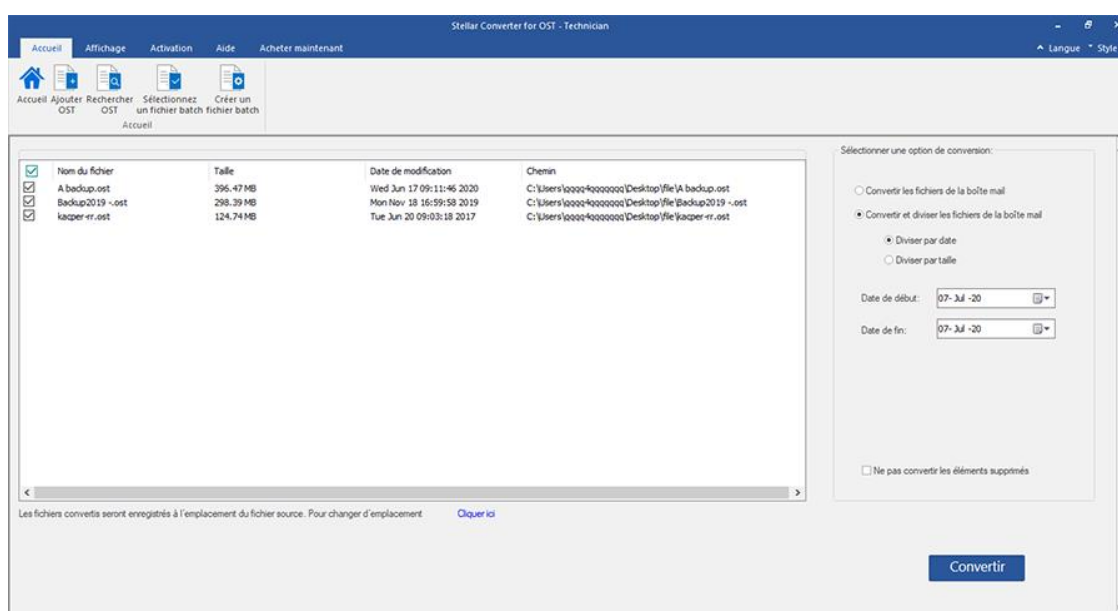 Stellar Converter for OST - Technician
Accueil Affichage Activation Aide Acheter maintenant
Langue Style
Accueil Ajouter OST Rechercher OST Sélectionnez un fichier batch Créer un fichier batch
Accueil
Sélectionner une option de conversion:
Nom du fichier Taille Date de modification Chemin
A backup.ost 396.47 MB Wed Jun 17 09:11:46 2020 C:\Users\qqqq4qqqqqqq\Desktop\file\A backup.ost
Backup2019 -.ost 298.39 MB Mon Nov 18 16:59:58 2019 C:\Users\qqqq4qqqqqqq\Desktop\file\Backup2019 -.ost
kacper-rr.ost 124.74 MB Tue Jun 20 09:03:18 2017 C:\Users\qqqq4qqqqqqq\Desktop\file\kacper-rr.ost
Convertir les fichiers de la boîte mail
Convertir et diviser les fichiers de la boîte mail
Diviser par date
Diviser par taille
Date de début: 07- Jul -20
Date de fin: 07- Jul -20
Ne pas convertir les éléments supprimés
Les fichiers convertis seront enregistrés à l'emplacement du fichier source. Pour changer d'emplacement Cliquer ici
Convertir